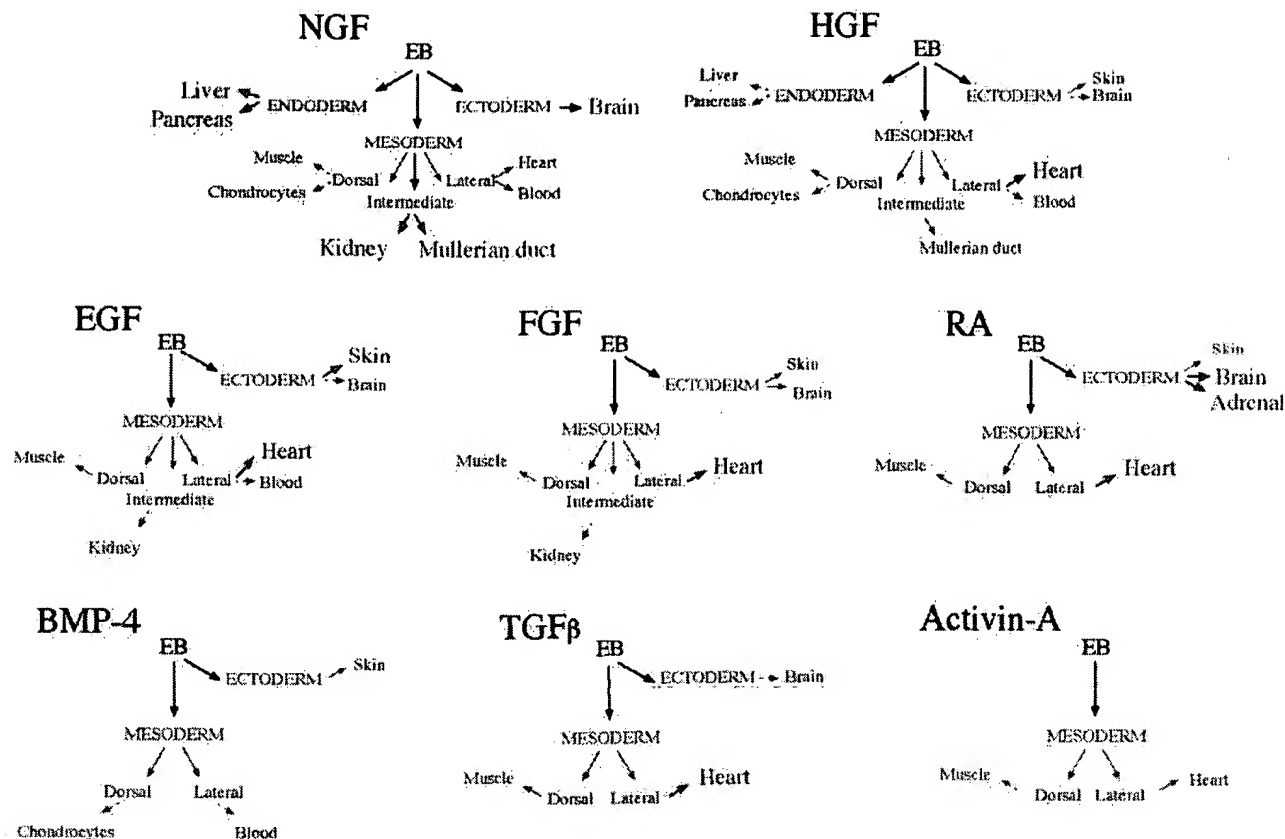 NGF
EB
Liver
Pancreas
ENDODERM
ECTODERM
Brain
MESODERM
Muscle
Chondrocytes
Dorsal
Lateral
Heart
Blood
Intermediate
Kidney
Mullerian duct
HGF
EB
Liver
Pancreas
ENDODERM
ECTODERM
Skin
Brain
MESODERM
Muscle
Chondrocytes
Dorsal
Lateral
Heart
Blood
Intermediate
Mullerian duct
EGF
EB
ECTODERM
Skin
Brain
MESODERM
Muscle
Dorsal
Lateral
Heart
Blood
Intermediate
Kidney
FGF
EB
ECTODERM
Skin
Brain
MESODERM
Muscle
Dorsal
Lateral
Heart
Intermediate
Kidney
RA
EB
ECTODERM
Skin
Brain
Adrenal
MESODERM
Muscle
Dorsal
Lateral
Heart
BMP-4
EB
ECTODERM
Skin
MESODERM
Dorsal
Lateral
Chondrocytes
Blood
TGFβ
EB
ECTODERM
Brain
MESODERM
Muscle
Dorsal
Lateral
Heart
Activin-A
EB
MESODERM
Muscle
Dorsal
Lateral
Heart